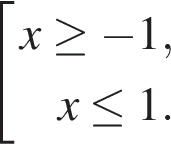 x ≥ −1,
x ≤ 1.